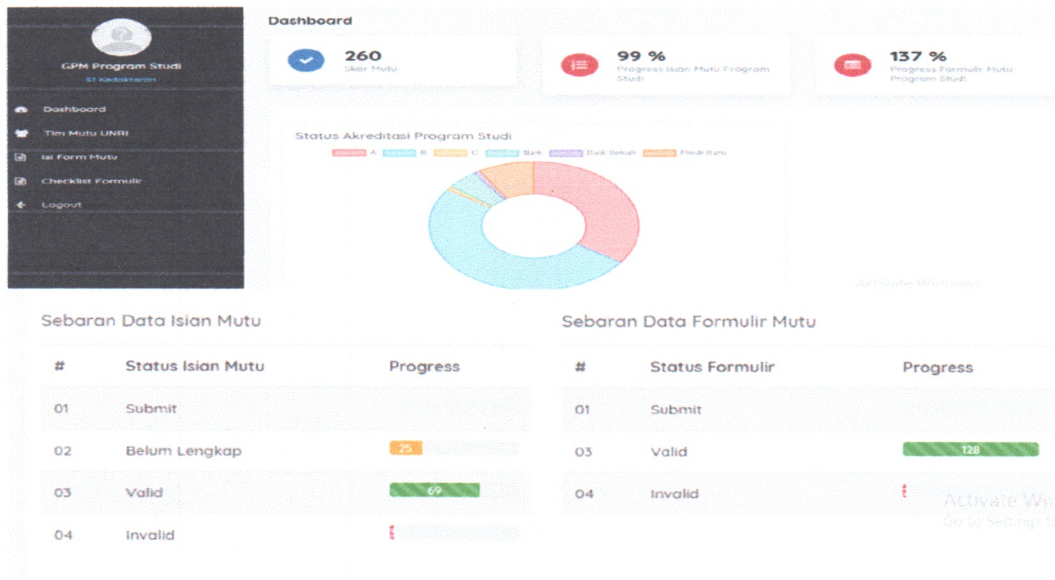 GPM Program Studi
S1 Kedokteran
Dashboard
Tim Mutu UNRI
Isi Form Mutu
Checklist Formulir
Logout
Dashboard
260
Skor Mutu
99 %
Progress Isian Mutu Program
Studi
137 %
Progress Formulir Mutu
Program Studi
Status Akreditasi Program Studi
A B C Baik Baik Sekali
Activate Windows
Sebaran Data Isian Mutu
# Status Isian Mutu Progress
01 Submit
02 Belum Lengkap 25
03 Valid 69
04 Invalid
Sebaran Data Formulir Mutu
# Status Formulir Progress
01 Submit
03 Valid 128
04 Invalid
Activate Win
Go to Settings t